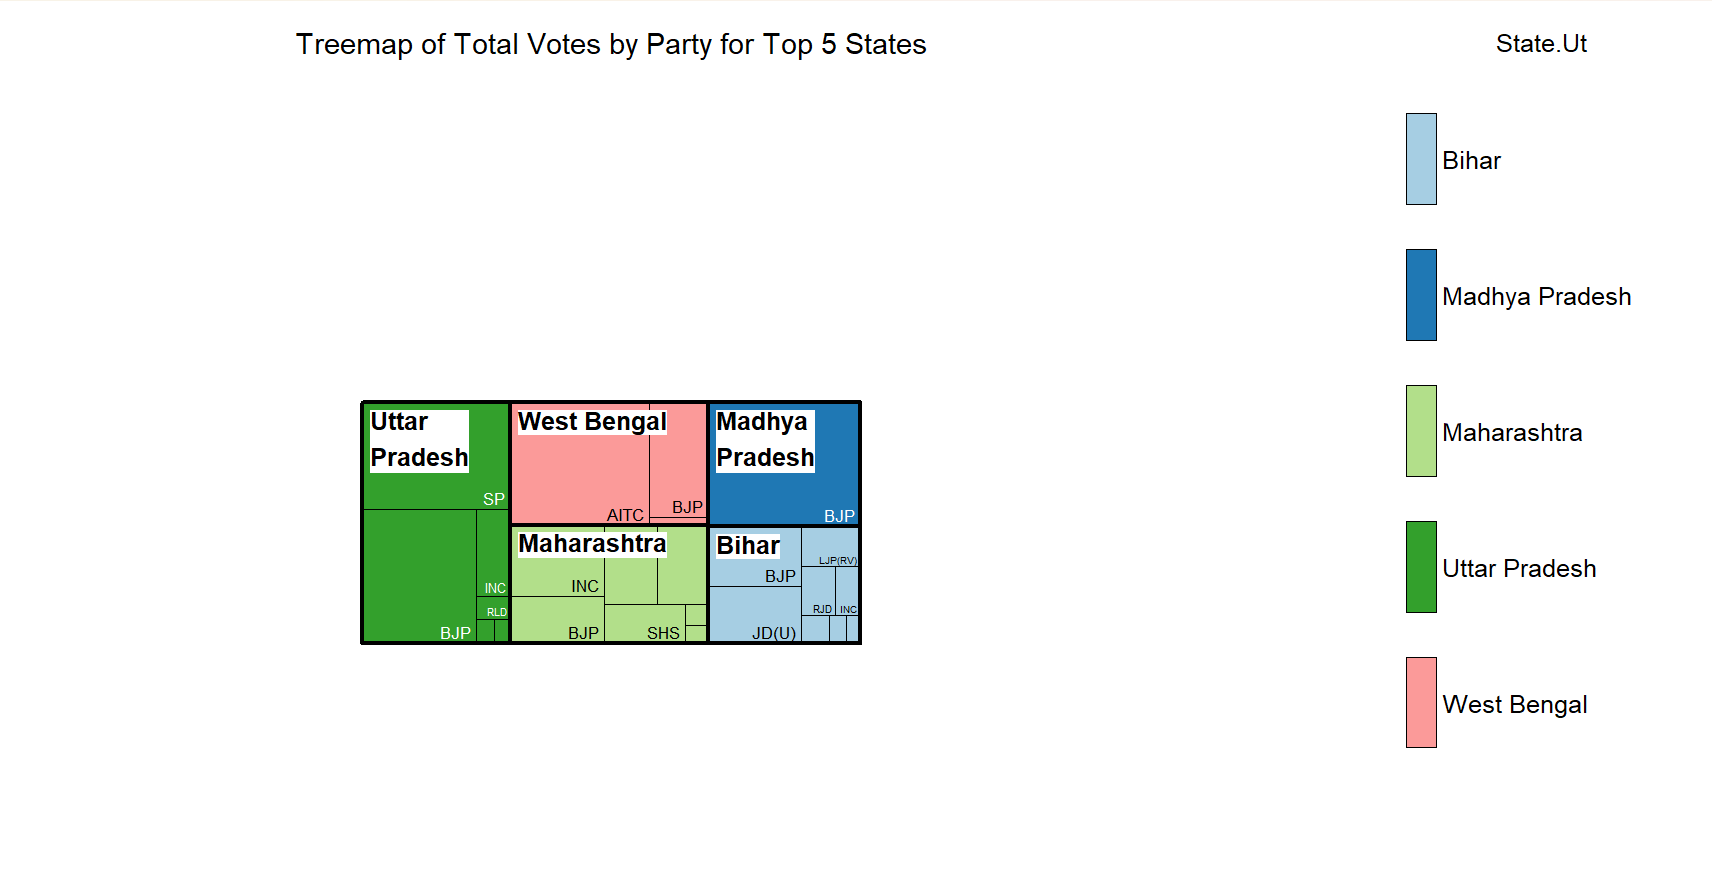 Treemap of Total Votes by Party for Top 5 States
State.Ut
Bihar
Madhya Pradesh
Maharashtra
Uttar Pradesh
West Bengal
Uttar
Pradesh
SP
INC
RLD
BJP
West Bengal
AITC
BJP
Madhya
Pradesh
BJP
Maharashtra
INC
BJP
SHS
Bihar
BJP
LJP(RV)
RJD
INC
JD(U)